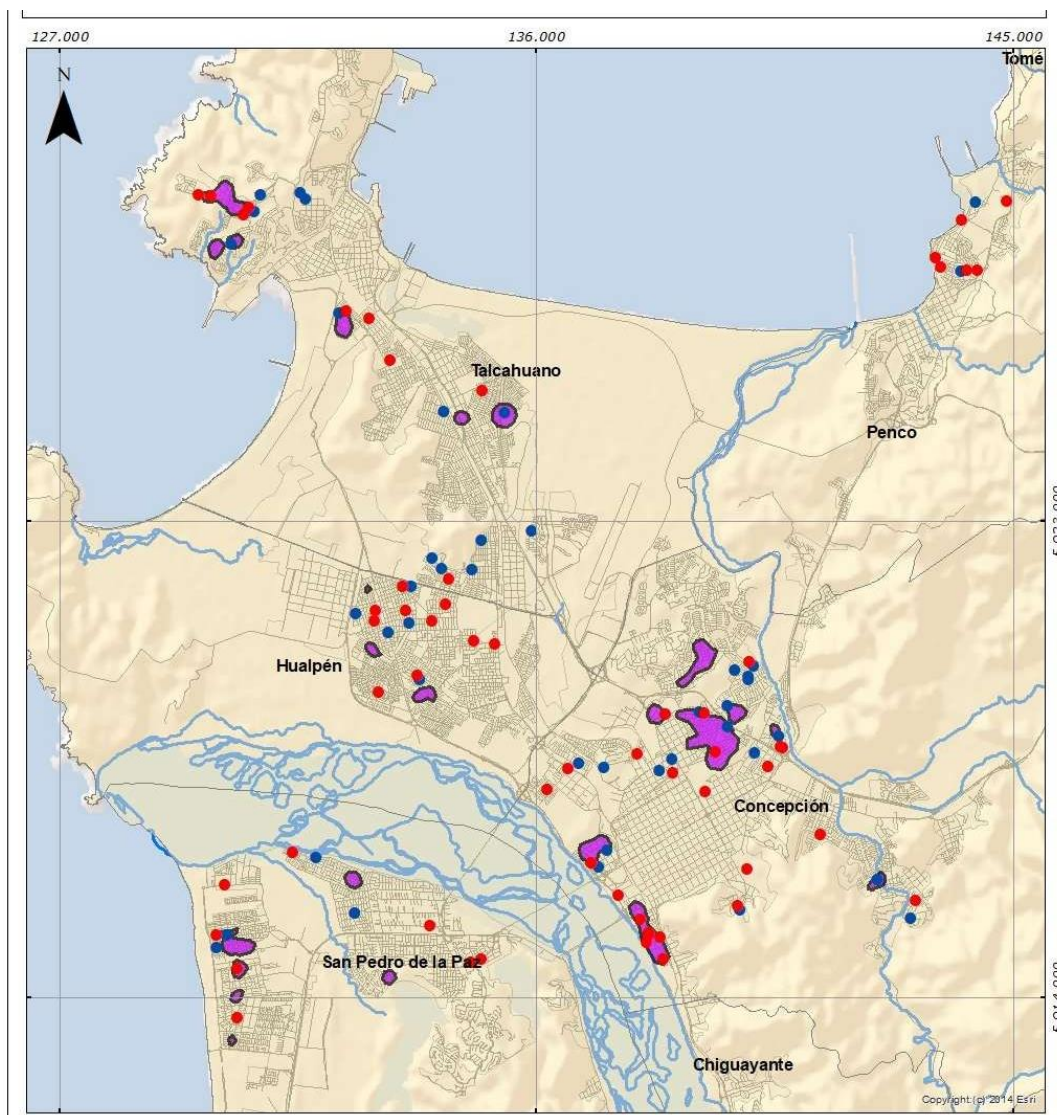 127.000 136.000 145.000
Tomé
N
Talcahuano
Penco
Hualpén
Concepción
San Pedro de la Paz
Chiguayante
Copyright:(c) 2014 Esri